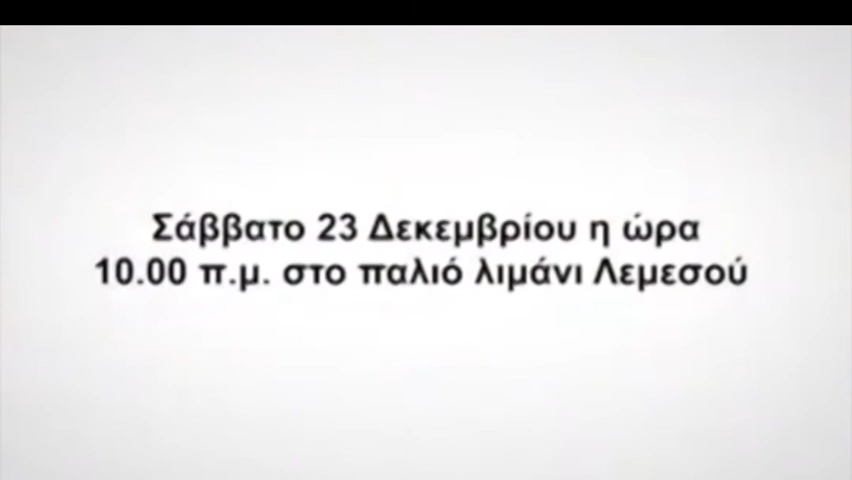 Σάββατο 23 Δεκεμβρίου η ώρα
10.00 π.μ. στο παλιό λιμάνι Λεμεσού